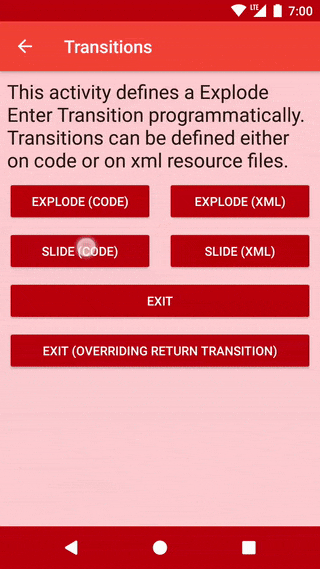 LTE 7:00
Transitions
This activity defines a Explode
Enter Transition programmatically.
Transitions can be defined either
on code or on xml resource files.
EXPLODE (CODE) EXPLODE (XML)
SLIDE (CODE) SLIDE (XML)
EXIT
EXIT (OVERRIDING RETURN TRANSITION)